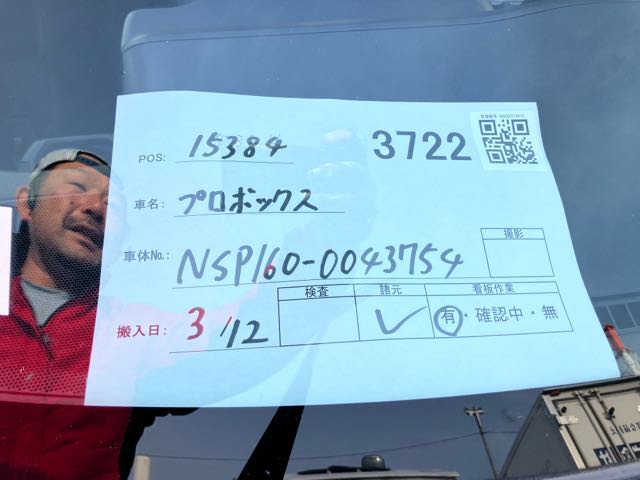 POS: 15384
3722
車名: プロボックス
車体No.: NSP160-0043754
撮影
搬入日: 3/12
検査 諸元 看板作業
✓ 有・確認中・無